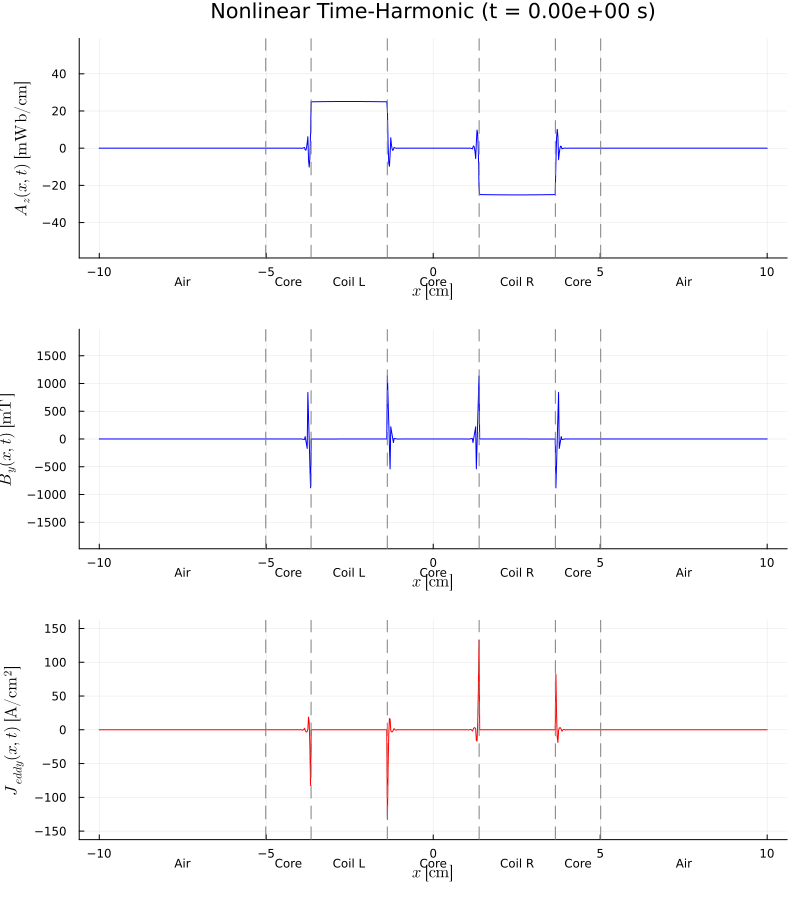 Nonlinear Time-Harmonic (t = 0.00e+00 s)
A_z(x, t) [mWb/cm]
40
20
0
−20
−40
−10 −5 0 5 10
Air Core Coil L Core Coil R Core Air
x [cm]
B_y(x, t) [mT]
1500
1000
500
0
−500
−1000
−1500
−10 −5 0 5 10
Air Core Coil L Core Coil R Core Air
x [cm]
J_eddy(x, t) [A/cm²]
150
100
50
0
−50
−100
−150
−10 −5 0 5 10
Air Core Coil L Core Coil R Core Air
x [cm]